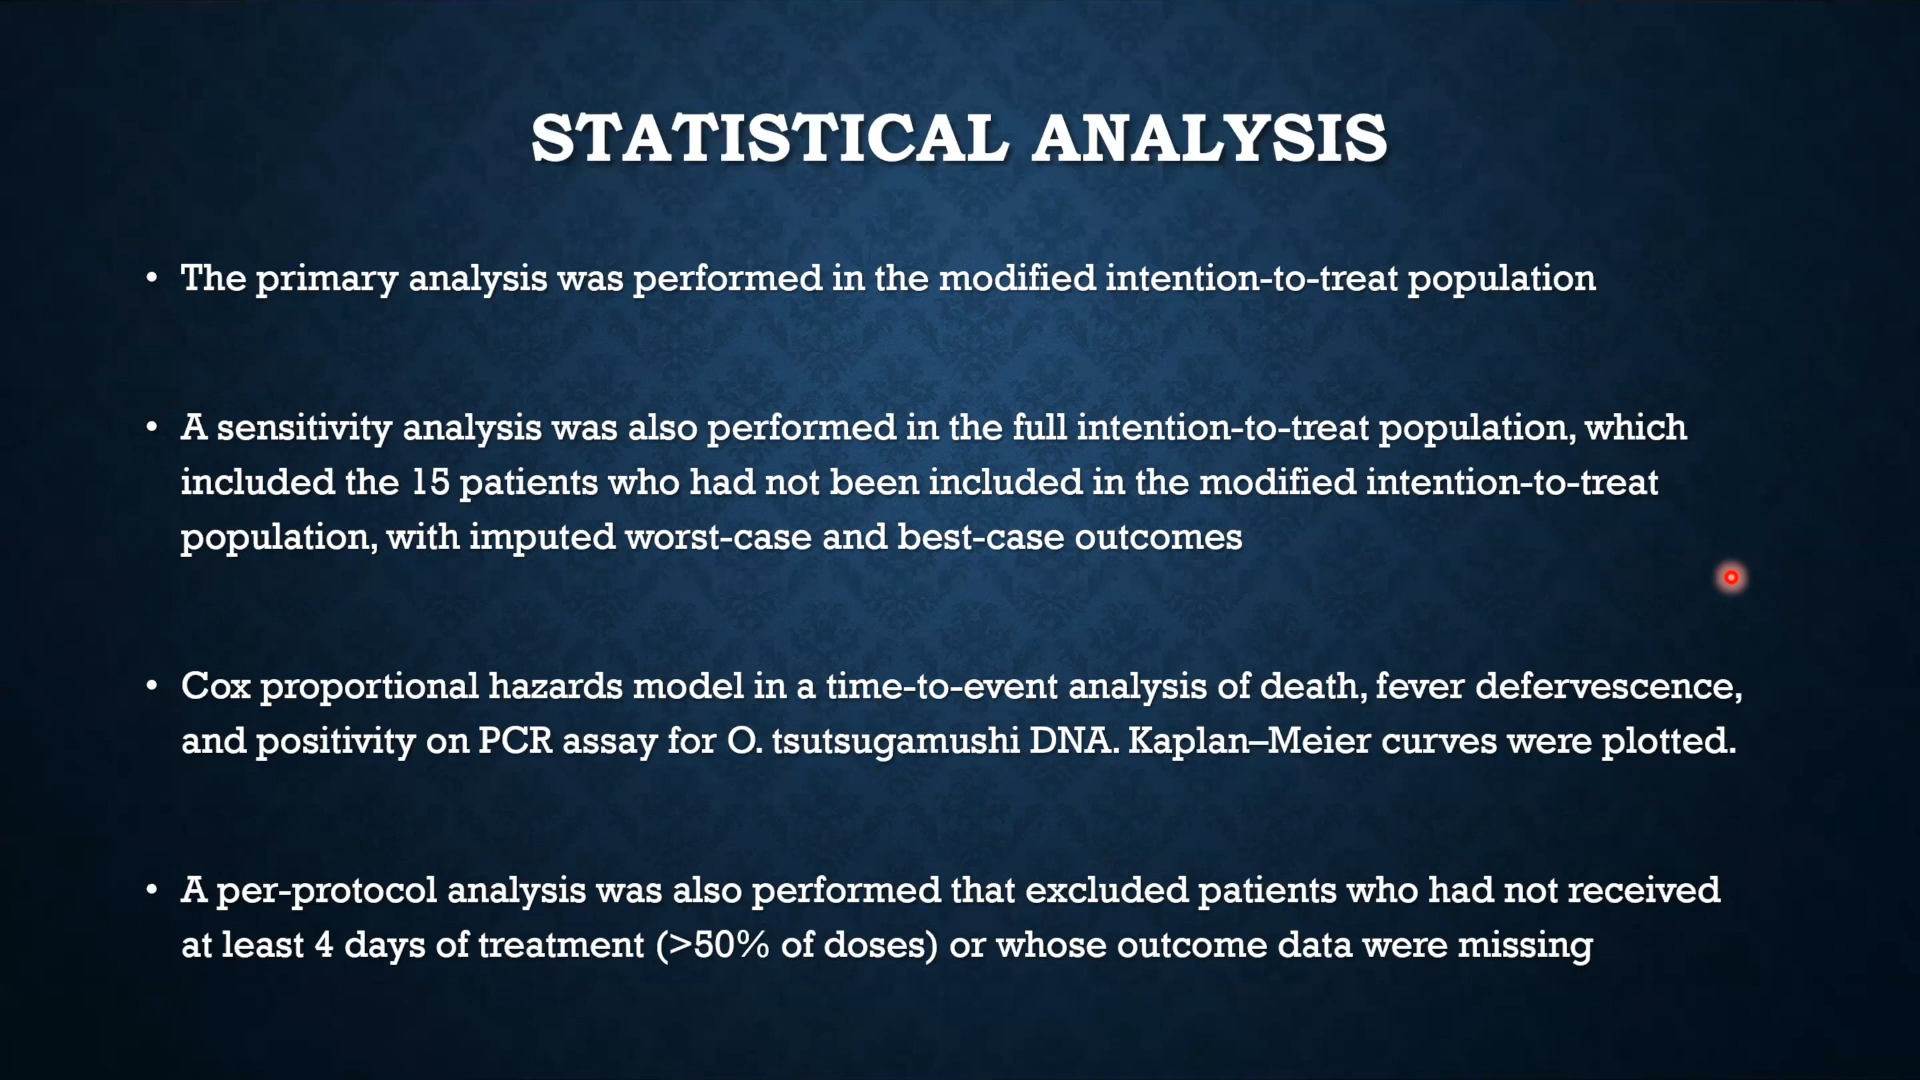 STATISTICAL ANALYSIS
• The primary analysis was performed in the modified intention-to-treat population
• A sensitivity analysis was also performed in the full intention-to-treat population, which
included the 15 patients who had not been included in the modified intention-to-treat
population, with imputed worst-case and best-case outcomes
• Cox proportional hazards model in a time-to-event analysis of death, fever defervescence,
and positivity on PCR assay for O. tsutsugamushi DNA. Kaplan–Meier curves were plotted.
• A per-protocol analysis was also performed that excluded patients who had not received
at least 4 days of treatment (>50% of doses) or whose outcome data were missing